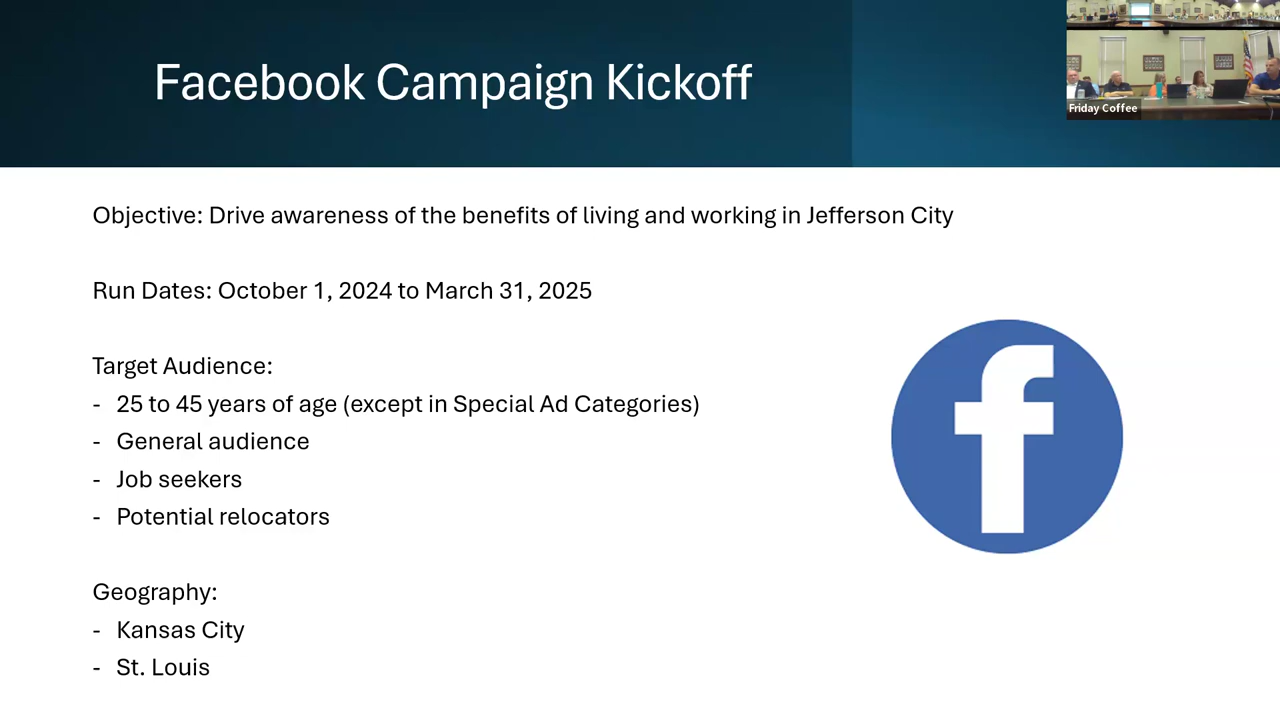 Facebook Campaign Kickoff
Friday Coffee
Objective: Drive awareness of the benefits of living and working in Jefferson City
Run Dates: October 1, 2024 to March 31, 2025
Target Audience:
- 25 to 45 years of age (except in Special Ad Categories)
- General audience
- Job seekers
- Potential relocators
Geography:
- Kansas City
- St. Louis